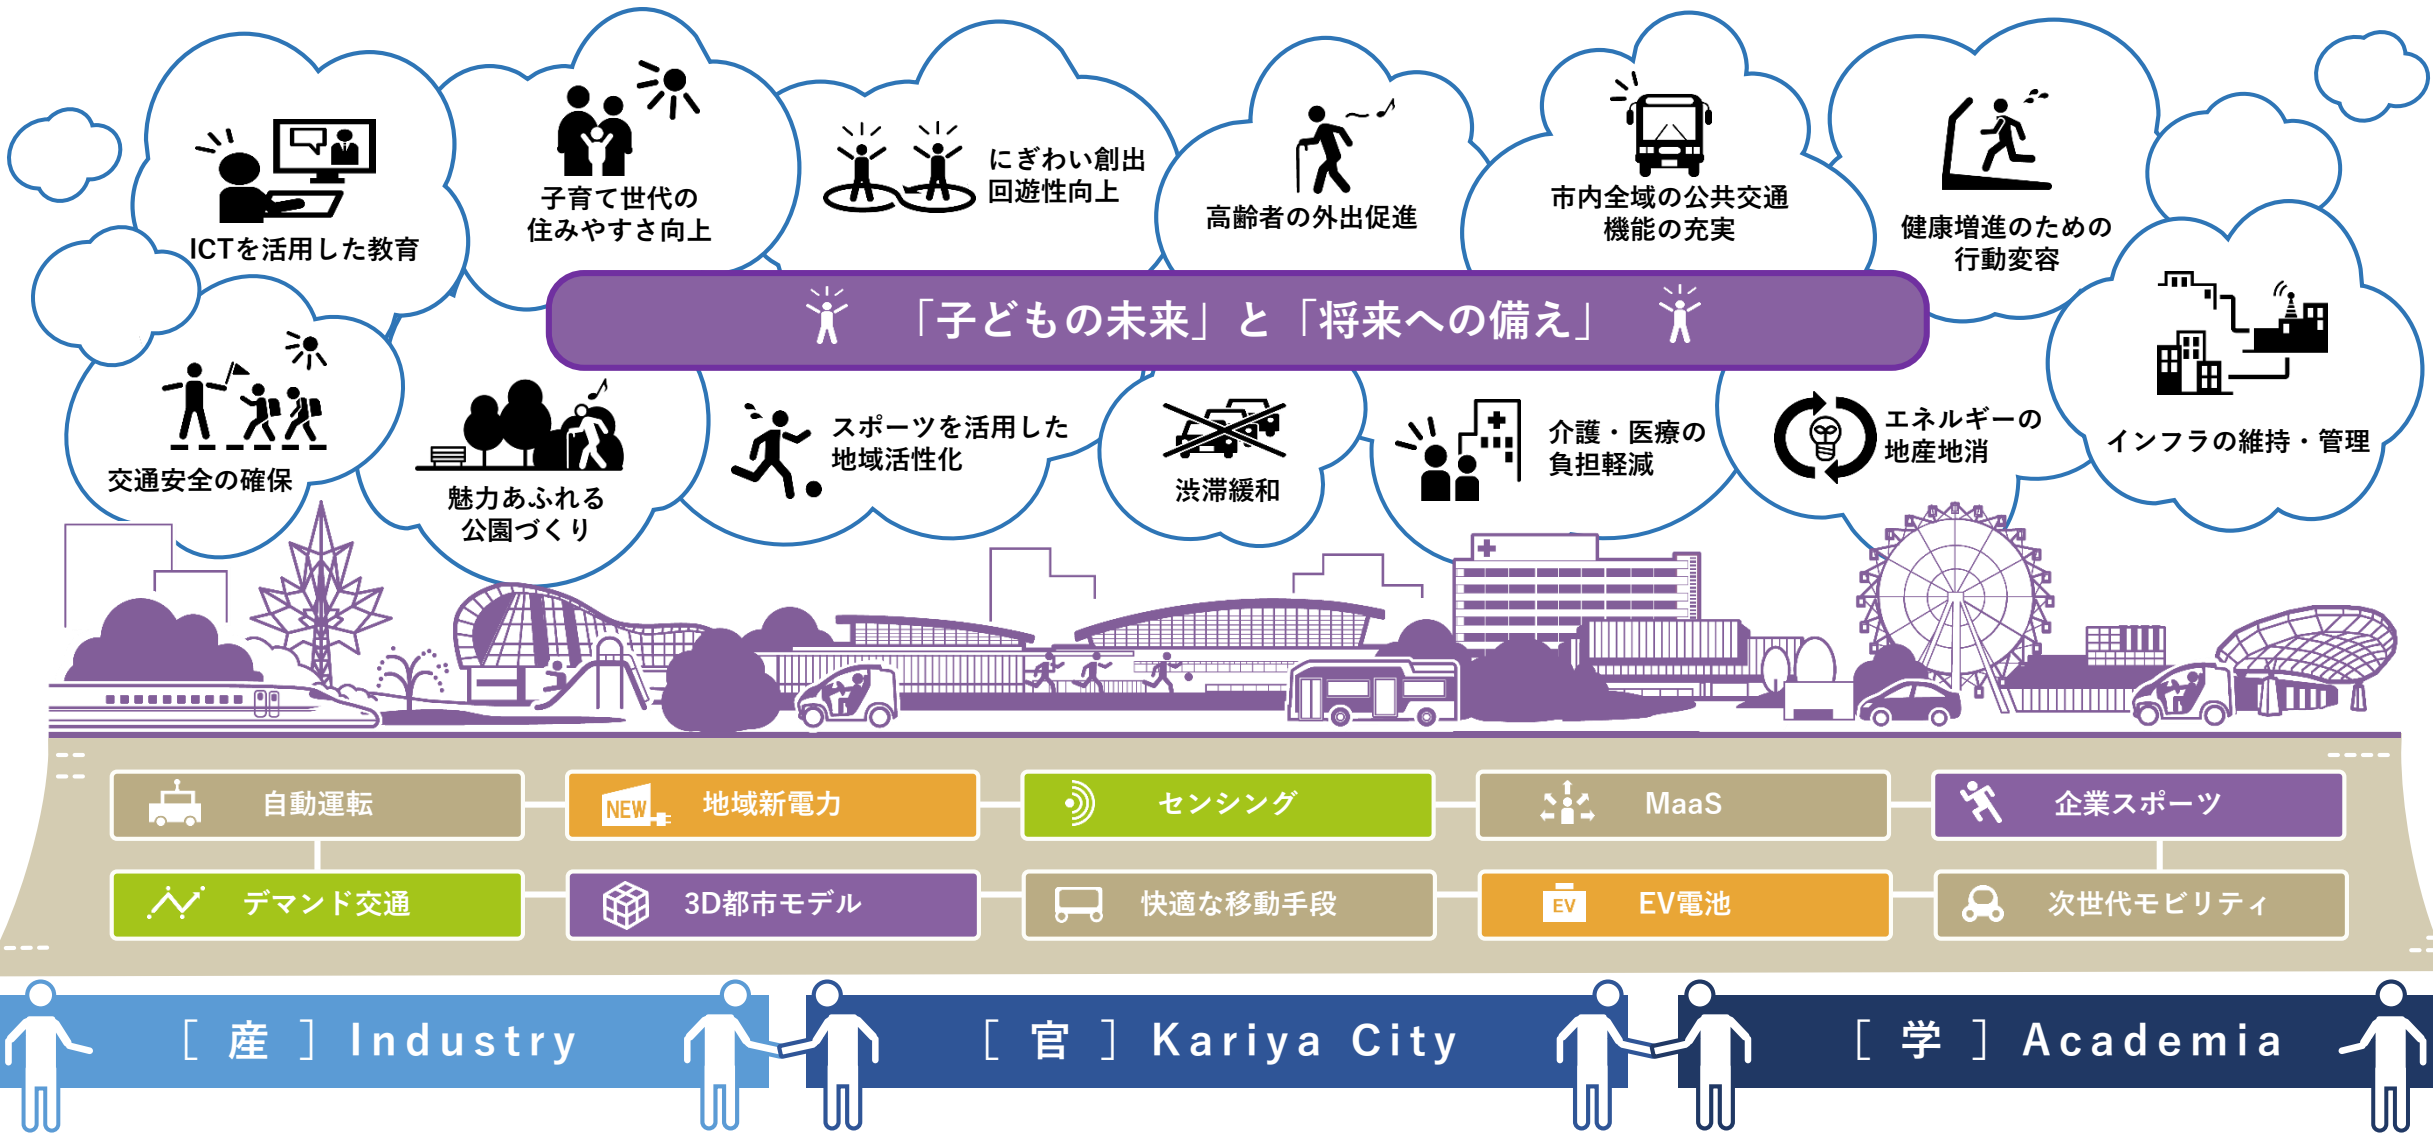 ICTを活用した教育
子育て世代の
住みやすさ向上
にぎわい創出
回遊性向上
高齢者の外出促進
市内全域の公共交通
機能の充実
健康増進のための
行動変容
「子どもの未来」と「将来への備え」
交通安全の確保
魅力あふれる
公園づくり
スポーツを活用した
地域活性化
渋滞緩和
介護・医療の
負担軽減
エネルギーの
地産地消
インフラの維持・管理
自動運転
NEW
地域新電力
センシング
MaaS
企業スポーツ
デマンド交通
3D都市モデル
快適な移動手段
EV
EV電池
次世代モビリティ
［ 産 ］Industry
［ 官 ］Kariya City
［ 学 ］Academia